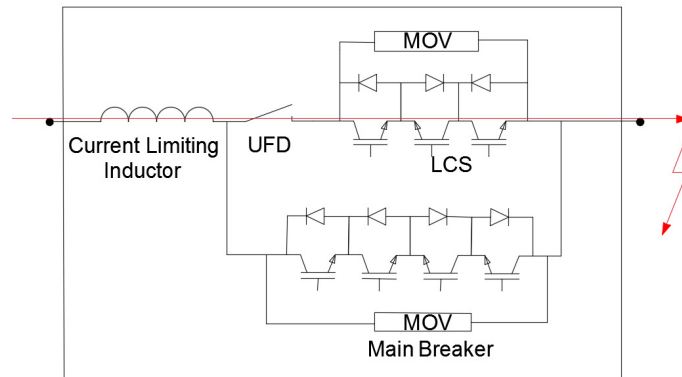 MOV
Current Limiting
Inductor
UFD
LCS
MOV
Main Breaker